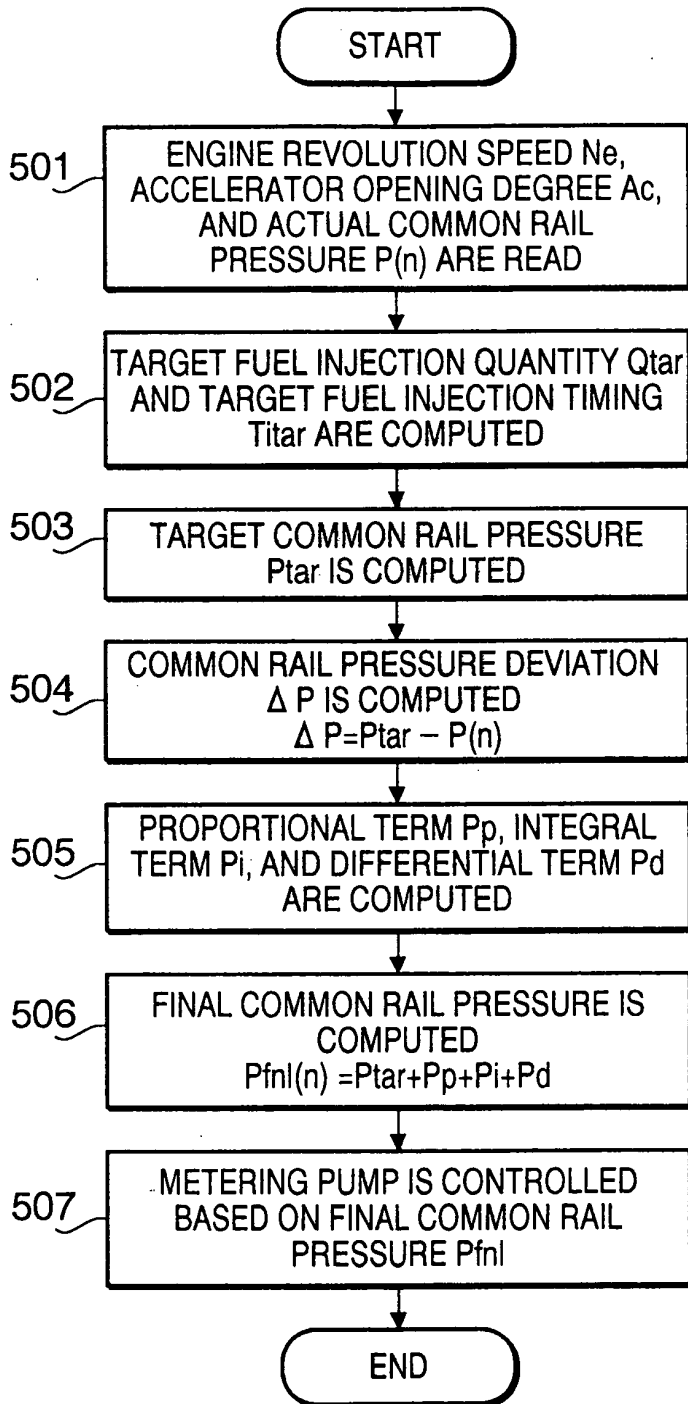 START
501
ENGINE REVOLUTION SPEED Ne,
ACCELERATOR OPENING DEGREE Ac,
AND ACTUAL COMMON RAIL
PRESSURE P(n) ARE READ
502
TARGET FUEL INJECTION QUANTITY Qtar
AND TARGET FUEL INJECTION TIMING
Titar ARE COMPUTED
503
TARGET COMMON RAIL PRESSURE
Ptar IS COMPUTED
504
COMMON RAIL PRESSURE DEVIATION
Δ P IS COMPUTED
Δ P=Ptar − P(n)
505
PROPORTIONAL TERM Pp, INTEGRAL
TERM Pi, AND DIFFERENTIAL TERM Pd
ARE COMPUTED
506
FINAL COMMON RAIL PRESSURE IS
COMPUTED
Pfnl(n) =Ptar+Pp+Pi+Pd
507
METERING PUMP IS CONTROLLED
BASED ON FINAL COMMON RAIL
PRESSURE Pfnl
END